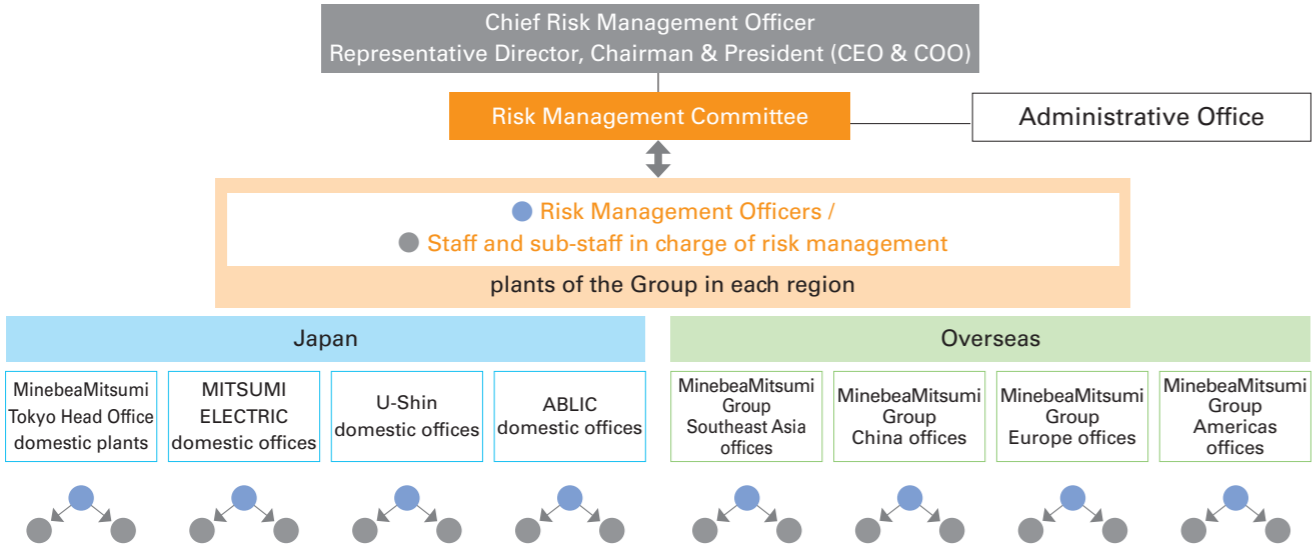 Chief Risk Management Officer
Representative Director, Chairman & President (CEO & COO)
Risk Management Committee
Administrative Office
Risk Management Officers /
Staff and sub-staff in charge of risk management
plants of the Group in each region
Japan
Overseas
MinebeaMitsumi
Tokyo Head Office
domestic plants
MITSUMI
ELECTRIC
domestic offices
U-Shin
domestic offices
ABLIC
domestic offices
MinebeaMitsumi
Group
Southeast Asia
offices
MinebeaMitsumi
Group
China offices
MinebeaMitsumi
Group
Europe offices
MinebeaMitsumi
Group
Americas
offices